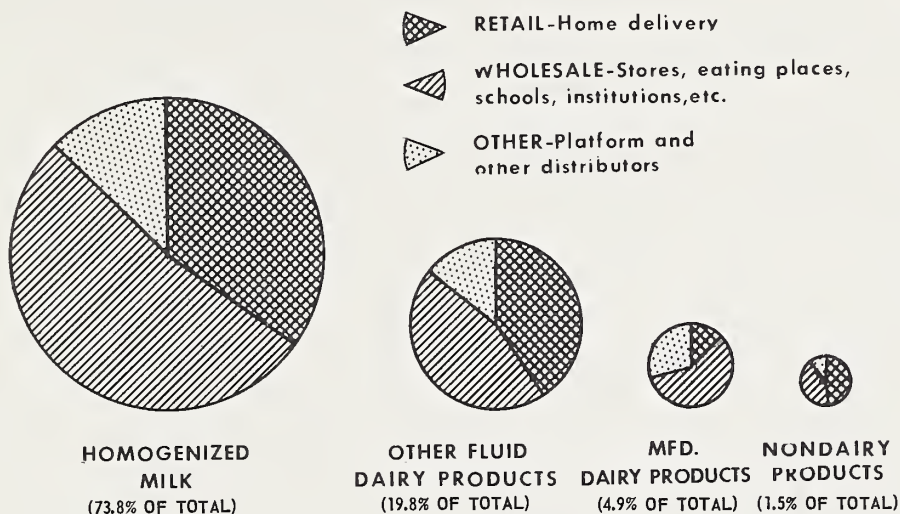 RETAIL-Home delivery
WHOLESALE-Stores, eating places,
schools, institutions,etc.
OTHER-Platform and
other distributors
HOMOGENIZED
MILK
(73.8% OF TOTAL)
OTHER FLUID
DAIRY PRODUCTS
(19.8% OF TOTAL)
MFD.
DAIRY PRODUCTS
(4.9% OF TOTAL)
NONDAIRY
PRODUCTS
(1.5% OF TOTAL)